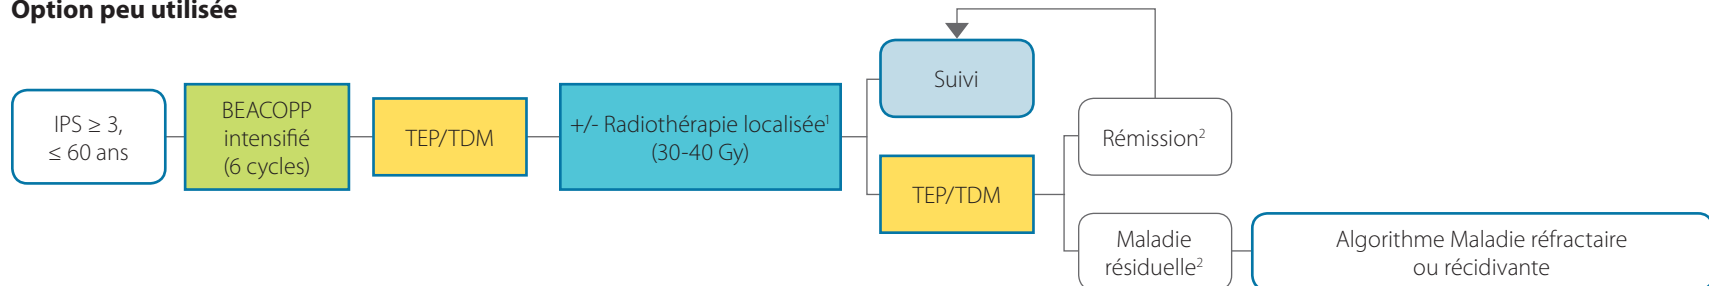 Option peu utilisée
IPS ≥ 3,
≤ 60 ans
BEACOPP
intensifié
(6 cycles)
TEP/TDM
+/- Radiothérapie localisée¹
(30-40 Gy)
Suivi
TEP/TDM
Rémission²
Maladie
résiduelle²
Algorithme Maladie réfractaire
ou récidivante